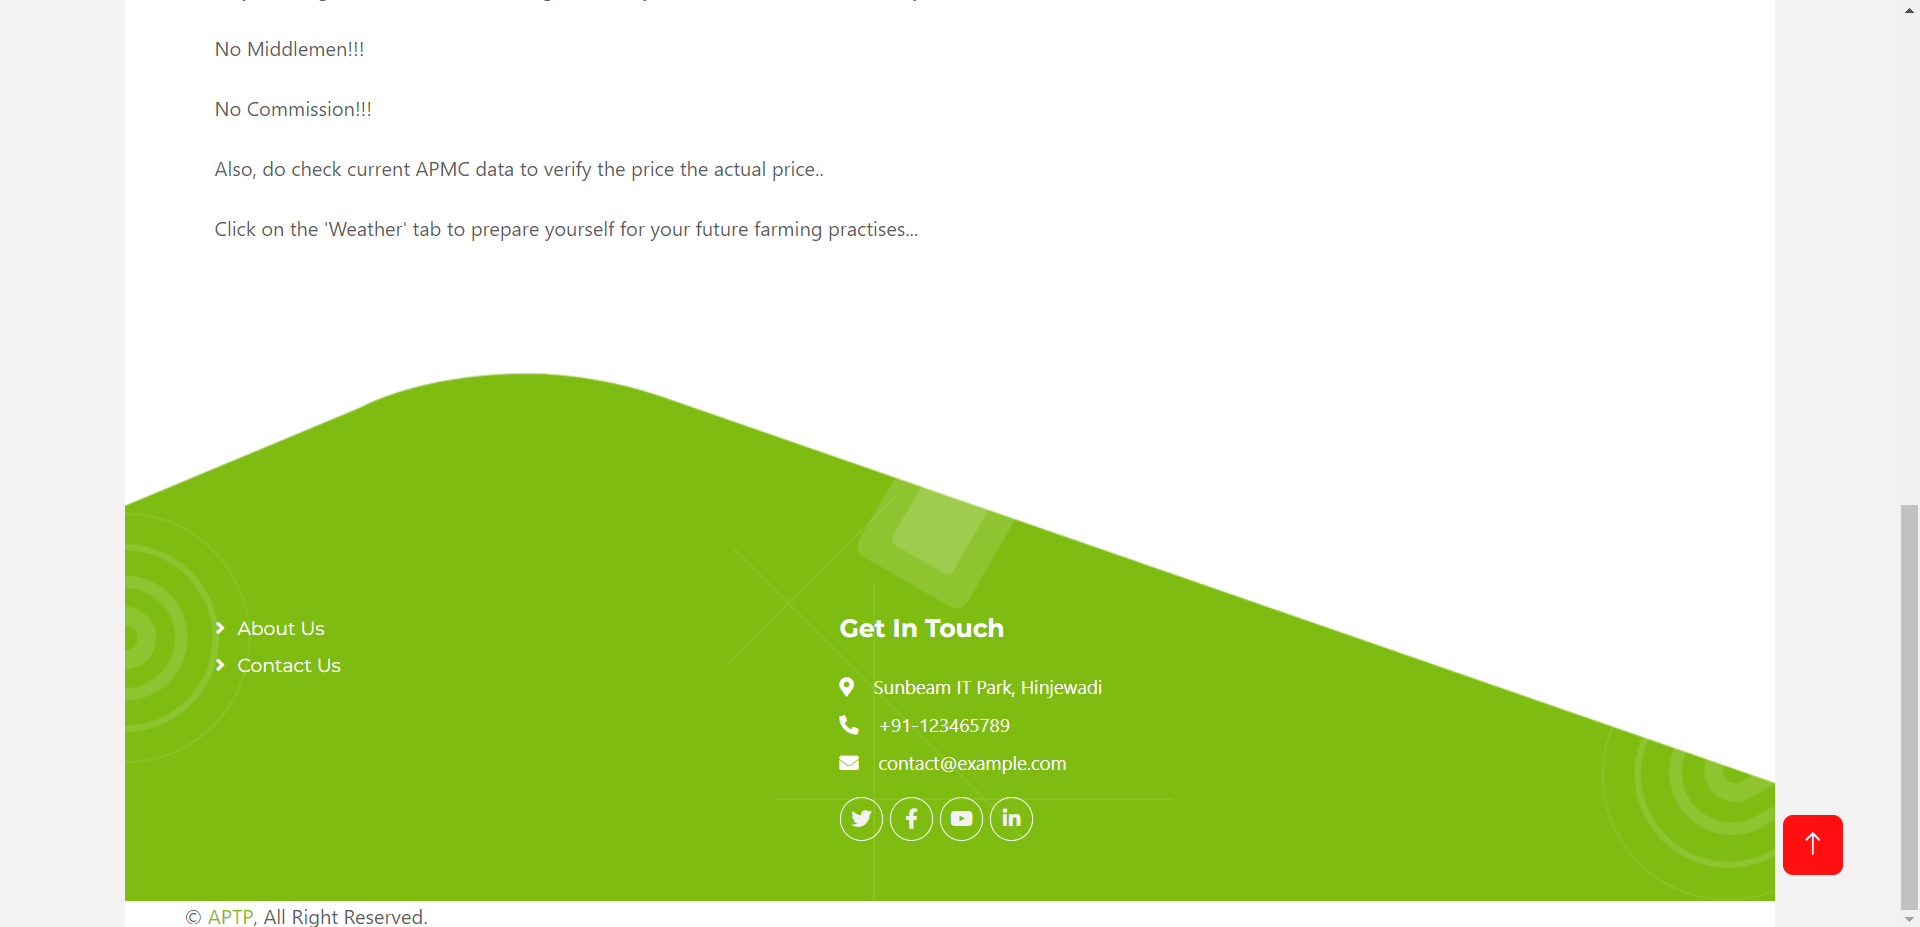 No Middlemen!!!
No Commission!!!
Also, do check current APMC data to verify the price the actual price..
Click on the 'Weather' tab to prepare yourself for your future farming practises...
About Us
Contact Us
Get In Touch
Sunbeam IT Park, Hinjewadi
+91-123465789
contact@example.com
© APTP, All Right Reserved.